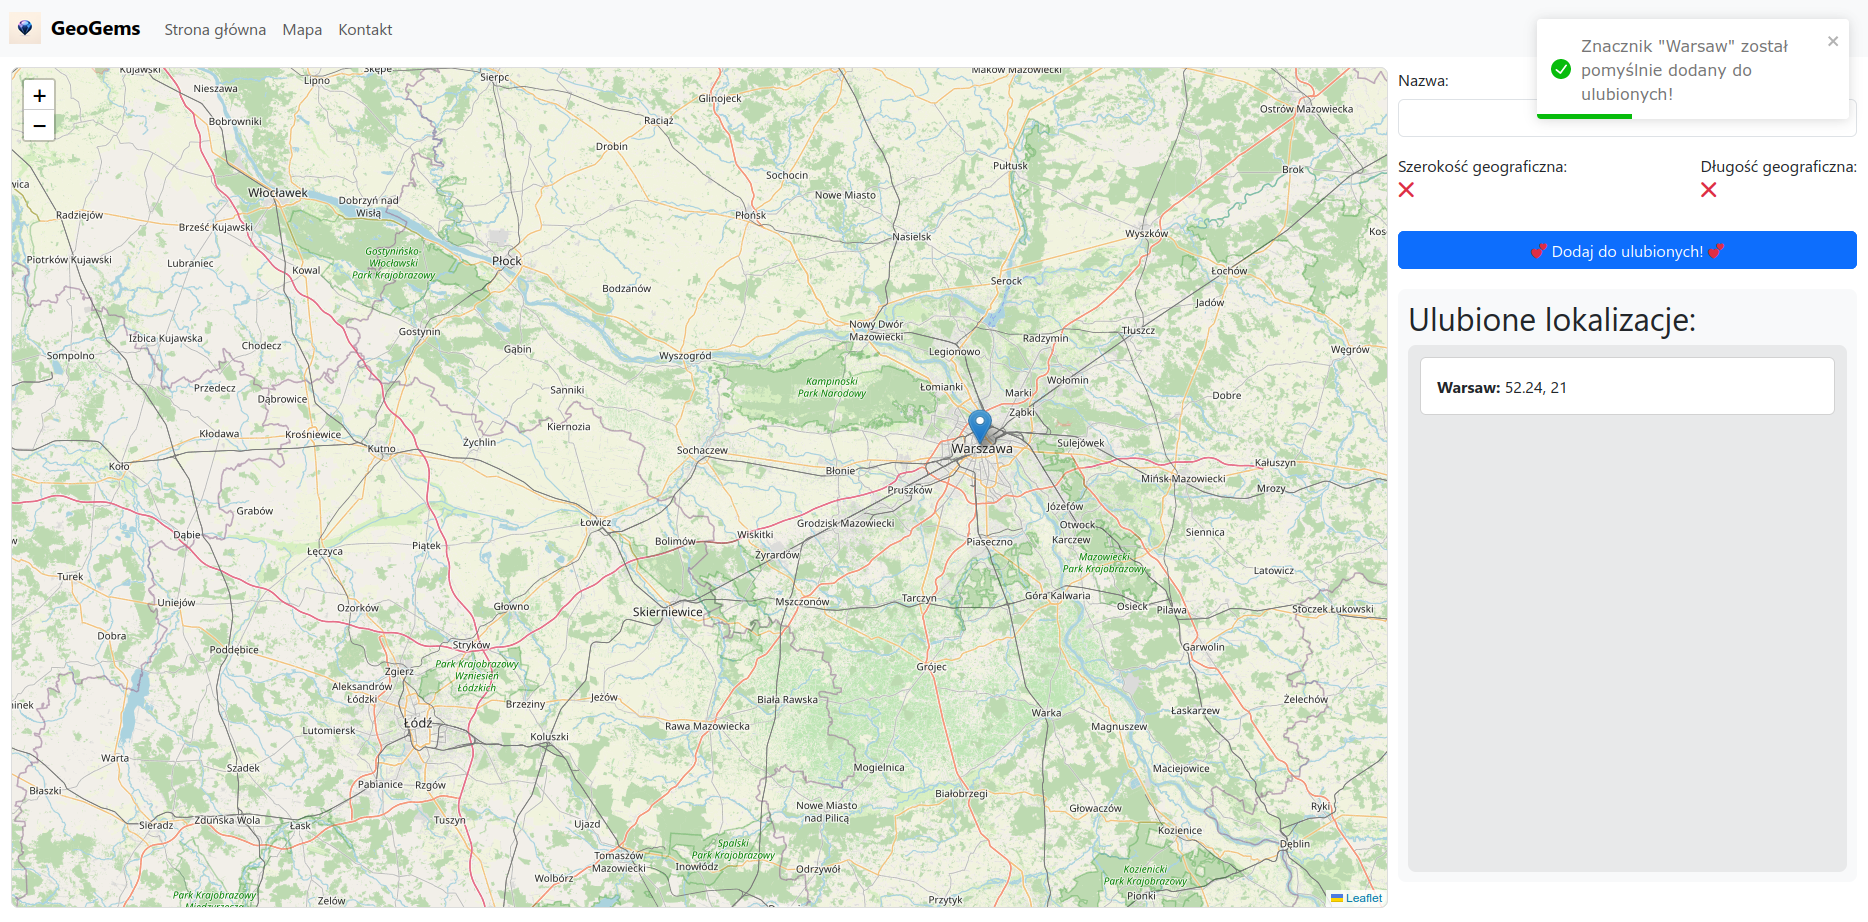 GeoGems
Strona główna
Mapa
Kontakt
Znacznik "Warsaw" został
pomyślnie dodany do
ulubionych!
×
Nazwa:
Szerokość geograficzna:
Długość geograficzna:
Dodaj do ulubionych!
Ulubione lokalizacje:
Warsaw: 52.24, 21
+
−
Kujawski
Lipno
Skępe
Sierpc
Maków Mazowiecki
Nieszawa
Glinojeck
Ostrów Mazowiecka
Bobrowniki
Raciąż
Drobin
Pułtusk
Brok
Sochocin
Włocławek
Dobrzyń nad
Wisłą
Nowe Miasto
Radziejów
Płońsk
Brześć Kujawski
Nasielsk
Wyszków
Gostynińsko-
Włocławski
Park Krajobrazowy
Piotrków Kujawski
Lubraniec
Kowal
Płock
Łochów
Serock
Bodzanów
Jadów
Nowy Dwór
Mazowiecki
Gostynin
Tłuszcz
Izbica Kujawska
Radzymin
Chodecz
Gąbin
Legionowo
Węgrów
Sompolno
Wyszogród
Kampinoski
Park Narodowy
Wołomin
Przedecz
Sanniki
Łomianki
Marki
Dobre
Dąbrowice
Ząbki
Kiernozia
Kłodawa
Krośniewice
Żychlin
Sulejówek
Kutno
Sochaczew
Warszawa
Kałuszyn
Koło
Błonie
Mińsk Mazowiecki
Pruszków
Mrozy
Józefów
Grabów
Łowicz
Grodzisk Mazowiecki
Otwock
Dąbie
Wiskitki
Siennica
Bolimów
Piaseczno
Karczew
Piątek
Łęczyca
Żyrardów
Mazowiecki
Park Krajobrazowy
Turek
Latowicz
Uniejów
Ozorków
Głowno
Mszczonów
Tarczyn
Góra Kalwaria
Skierniewice
Osieck
Pilawa
Stoczek Łukowski
Dobra
Stryków
Poddębice
Garwolin
Park Krajobrazowy
Wzniesień
Łódzkich
Grójec
Zgierz
Aleksandrów
Łódzki
Jeżów
Biała Rawska
Żelechów
Brzeziny
Łaskarzew
Warka
Łódź
Rawa Mazowiecka
Magnuszew
Lutomiersk
Koluszki
Warta
Szadek
Mogielnica
Maciejowice
Pabianice
Rzgów
Błaszki
Białobrzegi
Nowe Miasto
nad Pilicą
Głowaczów
Ryki
Zduńska Wola
Tuszyn
Sieradz
Łask
Ujazd
Kozienice
Spalski
Park Krajobrazowy
Dęblin
Tomaszów
Mazowiecki
Inowłódz
Odrzywół
Kozienicki
Park Krajobrazowy
Wolbórz
Park Krajobrazowy
Zelów
Przytyk
Pionki
Leaflet